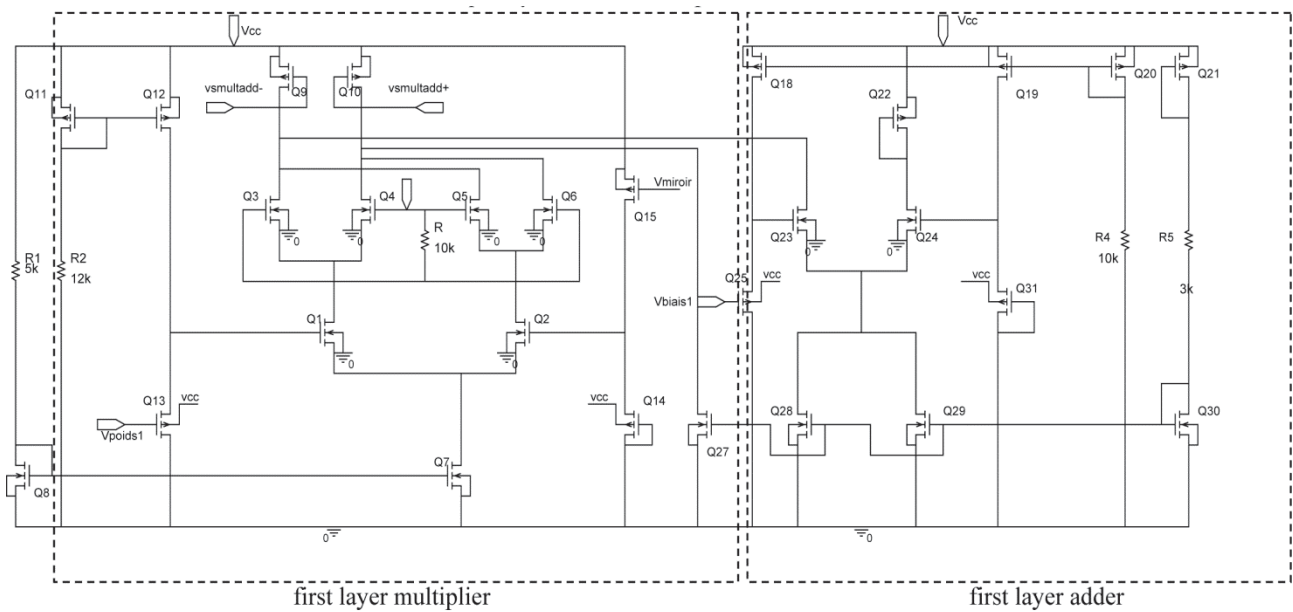 Vcc
Vcc
Q11
Q12
vsmultadd-
Q9
Q10
vsmultadd+
Q18
Q19
Q20
Q21
Q22
Q3
Q4
Q5
Q6
R
10k
0
0
0
0
Vmiroir
Q15
Q23
0
Q24
0
R4
10k
R5
3k
R1
5k
R2
12k
Q25
vcc
Vbiais1
vcc
Q31
Q1
0
Q2
0
Q13
vcc
Vpoids1
vcc
Q14
Q27
Q28
Q29
Q30
Q8
Q7
0
0
first layer multiplier
first layer adder